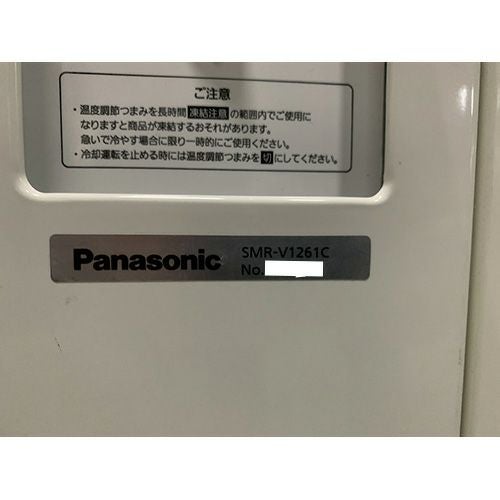 ご注意
・温度調節つまみを長時間 凍結注意 の範囲内でご使用に
なりますと商品が凍結するおそれがあります。
急いで冷やす場合に限り一時的にご使用ください。
・冷却運転を止める時には温度調節つまみを切にしてください。
Panasonic SMR-V1261C
No.